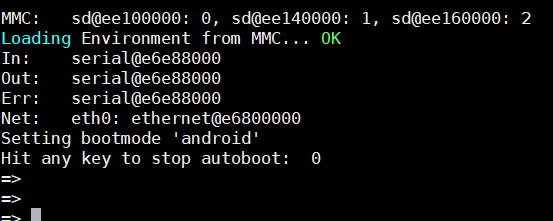 MMC:   sd@ee100000: 0, sd@ee140000: 1, sd@ee160000: 2
Loading Environment from MMC... OK
In:    serial@e6e88000
Out:   serial@e6e88000
Err:   serial@e6e88000
Net:   eth0: ethernet@e6800000
Setting bootmode 'android'
Hit any key to stop autoboot:  0
=>
=>
=>